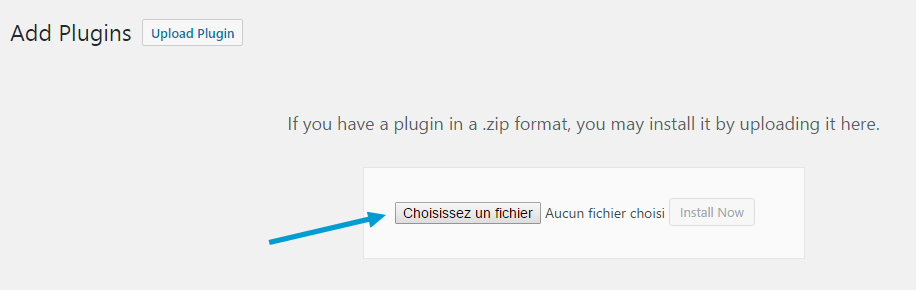 Add Plugins Upload Plugin
If you have a plugin in a .zip format, you may install it by uploading it here.
Choisissez un fichier Aucun fichier choisi Install Now